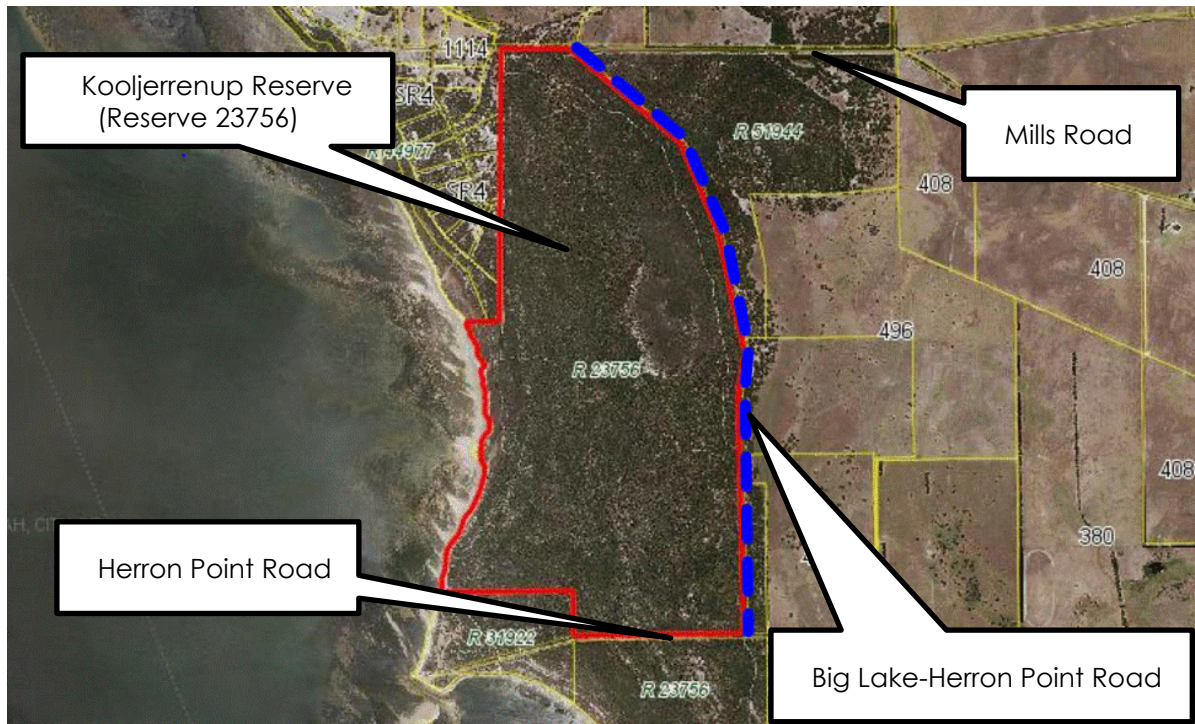 1114
Kooljerrenup Reserve
(Reserve 23756)
SR4
R 51944
Mills Road
R 44977
SR4
408
408
496
R 23756
408
380
Herron Point Road
R 31922
Big Lake-Herron Point Road
R 23756